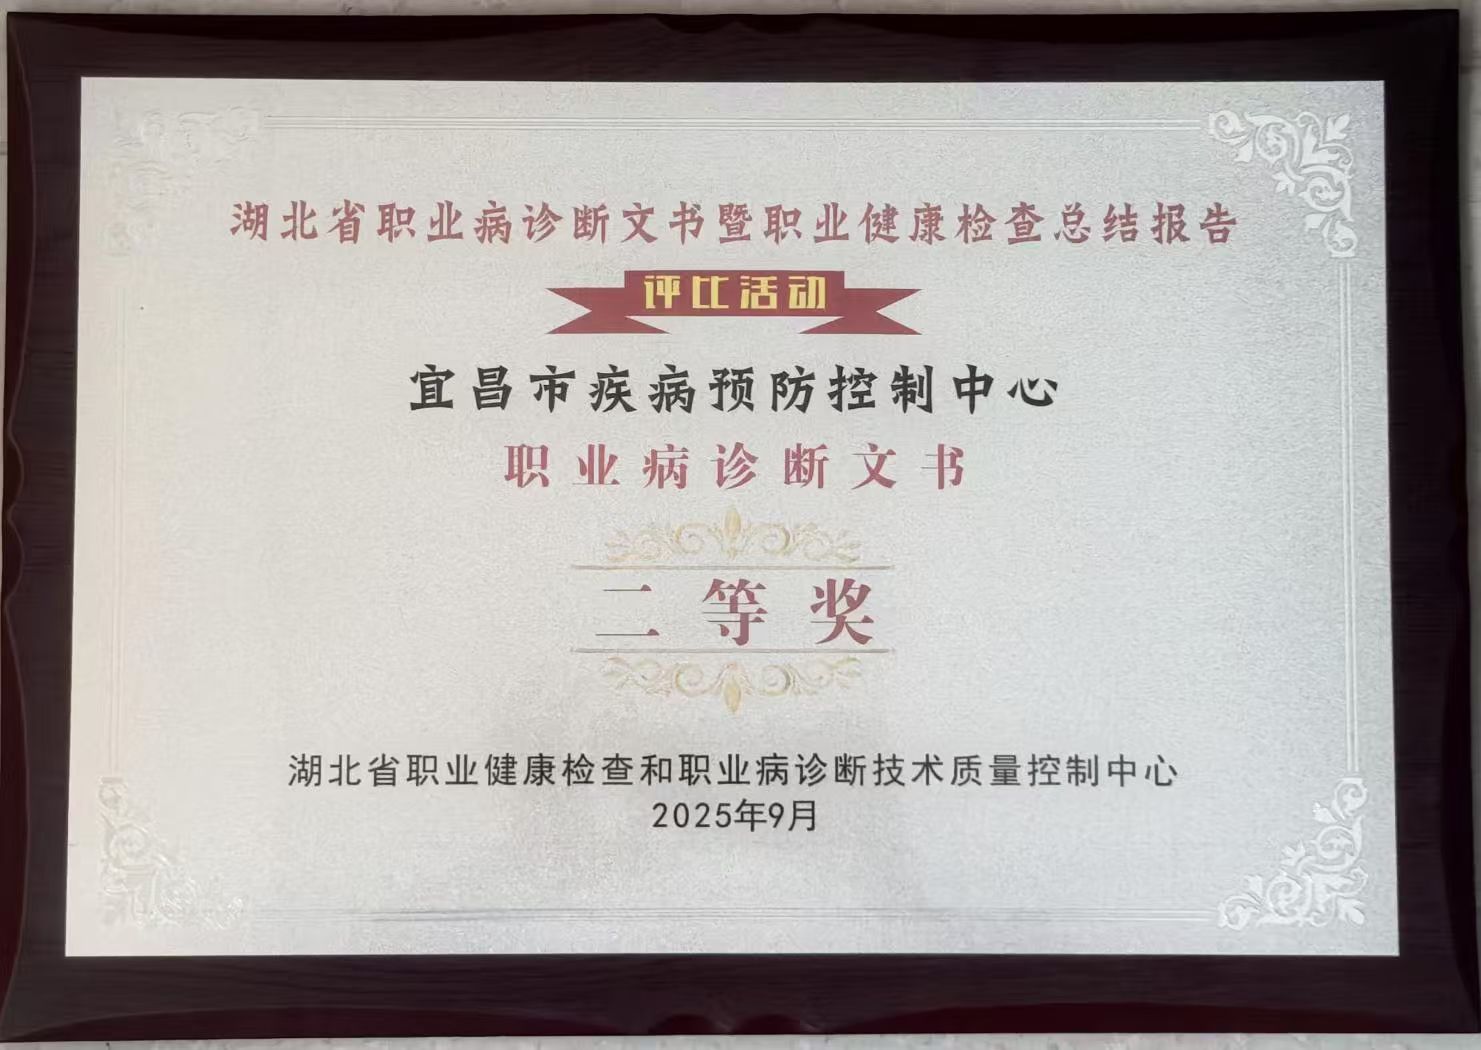 湖北省职业病诊断文书暨职业健康检查总结报告
评比活动
宜昌市疾病预防控制中心
职业病诊断文书
二等奖
湖北省职业健康检查和职业病诊断技术质量控制中心
2025年9月